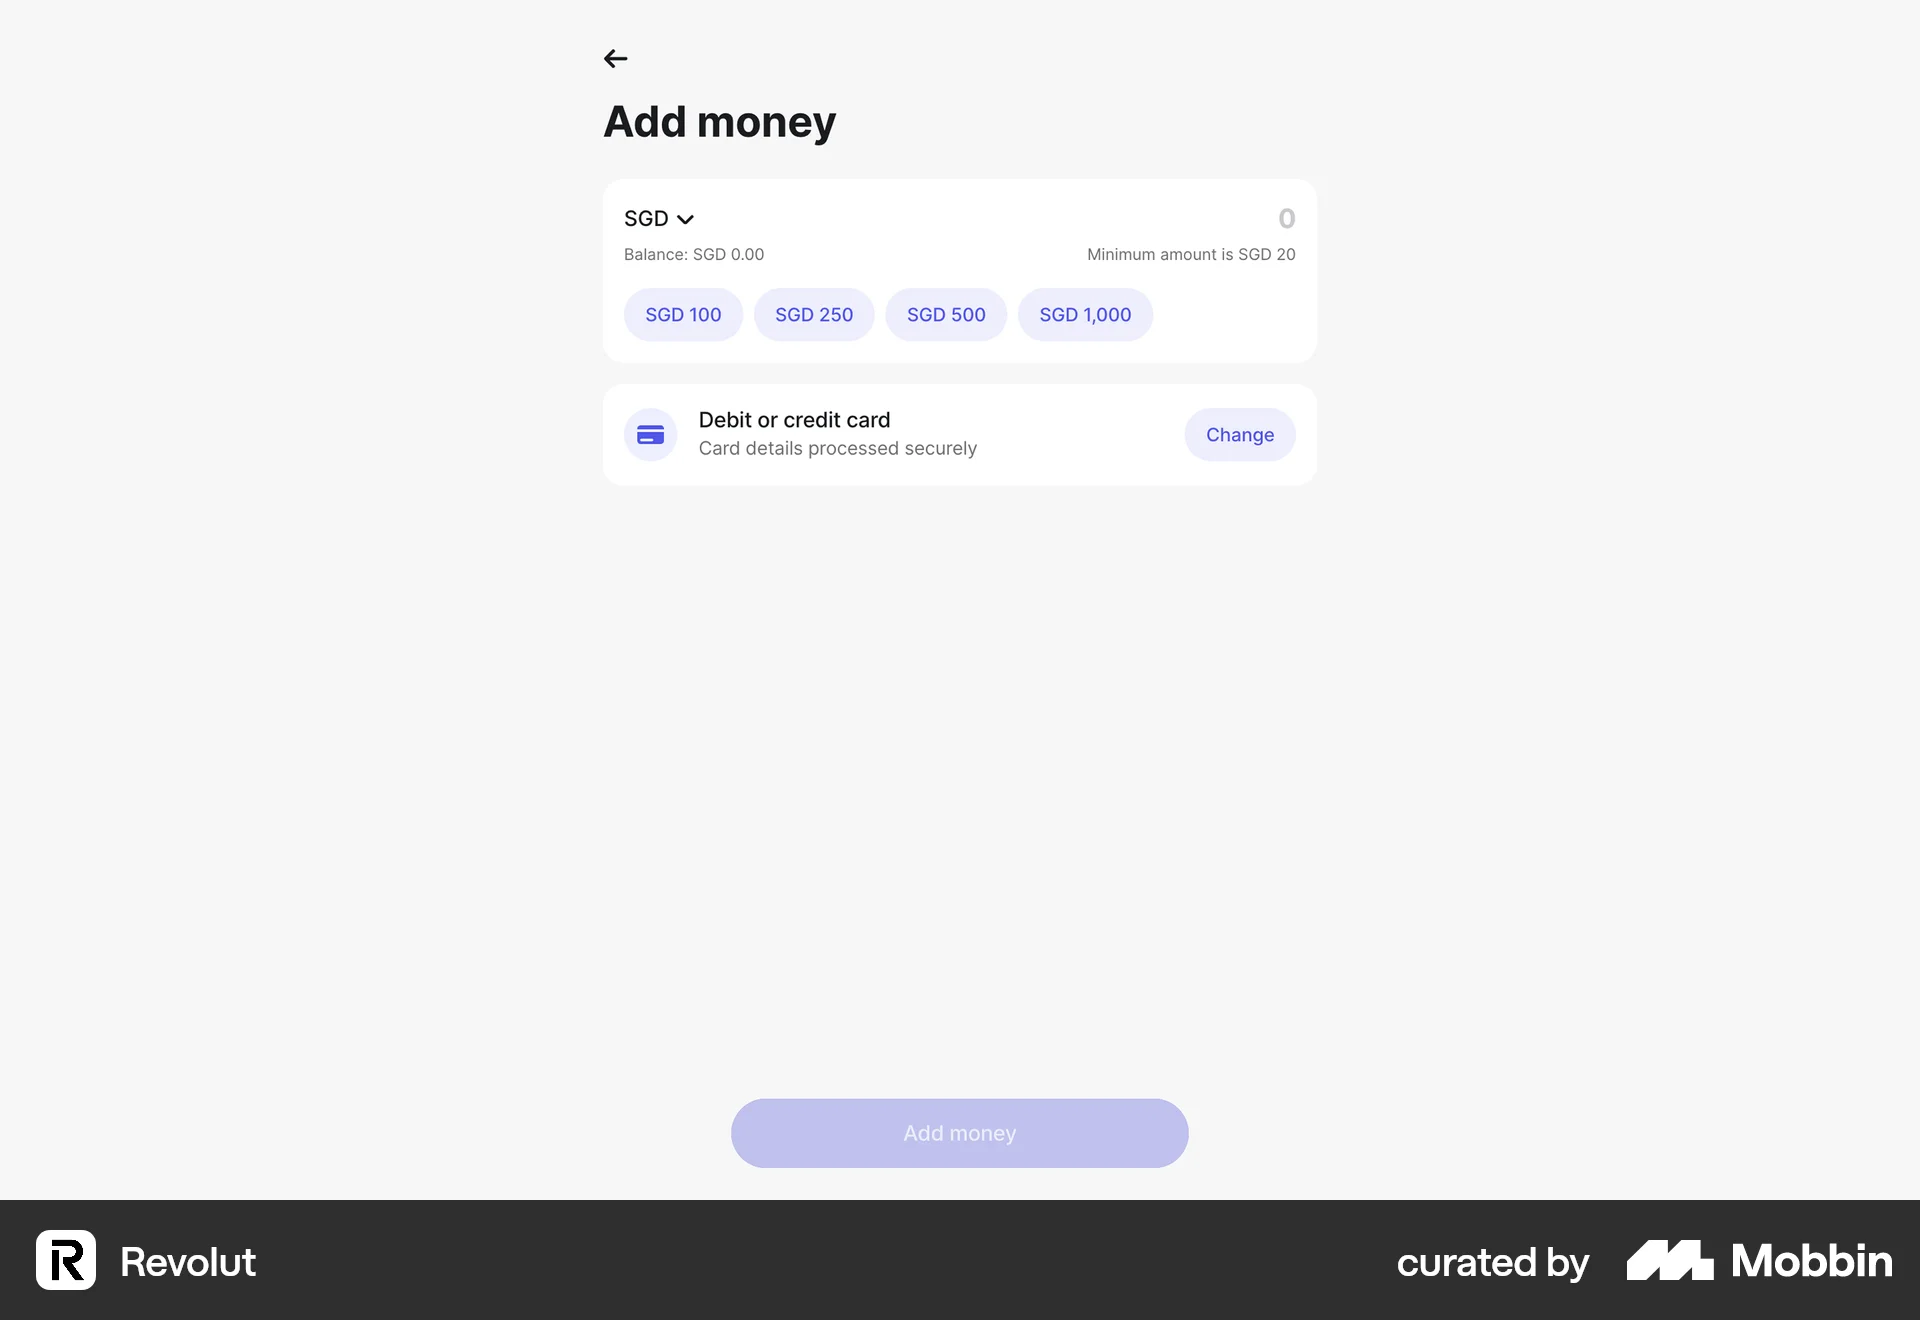 Add money
SGD 0
Balance: SGD 0.00 Minimum amount is SGD 20
SGD 100 SGD 250 SGD 500 SGD 1,000
Debit or credit card
Card details processed securely
Change
Add money
R Revolut
curated by Mobbin